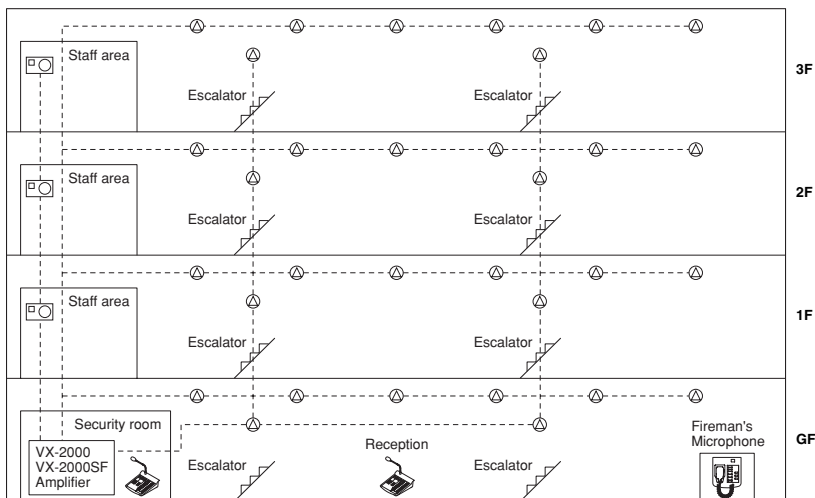 Staff area
Escalator
Escalator
3F
Staff area
Escalator
Escalator
2F
Staff area
Escalator
Escalator
1F
Security room
VX-2000
VX-2000SF
Amplifier
Escalator
Reception
Escalator
Fireman's
Microphone
GF